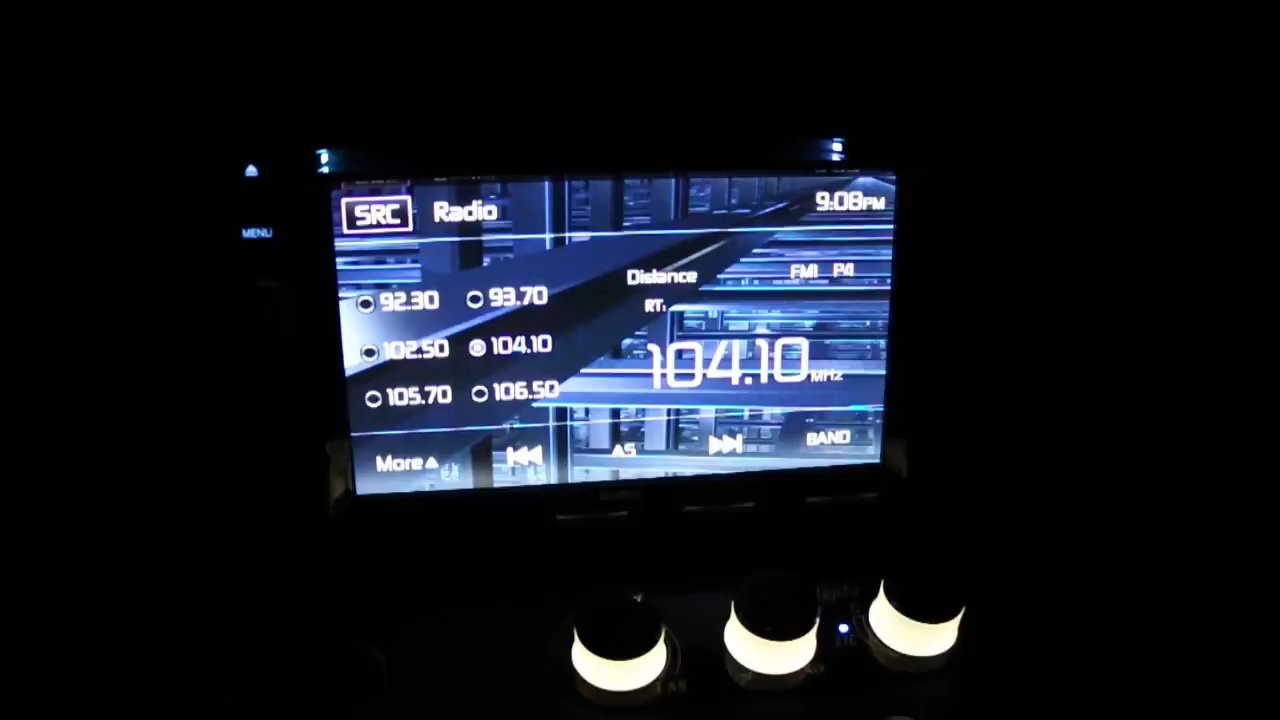 SRC Radio 9:08PM
MENU
Distance FM1 P4
92.30 93.70
RT:
102.50 104.10
104.10 MHz
105.70 106.50
More AS BAND